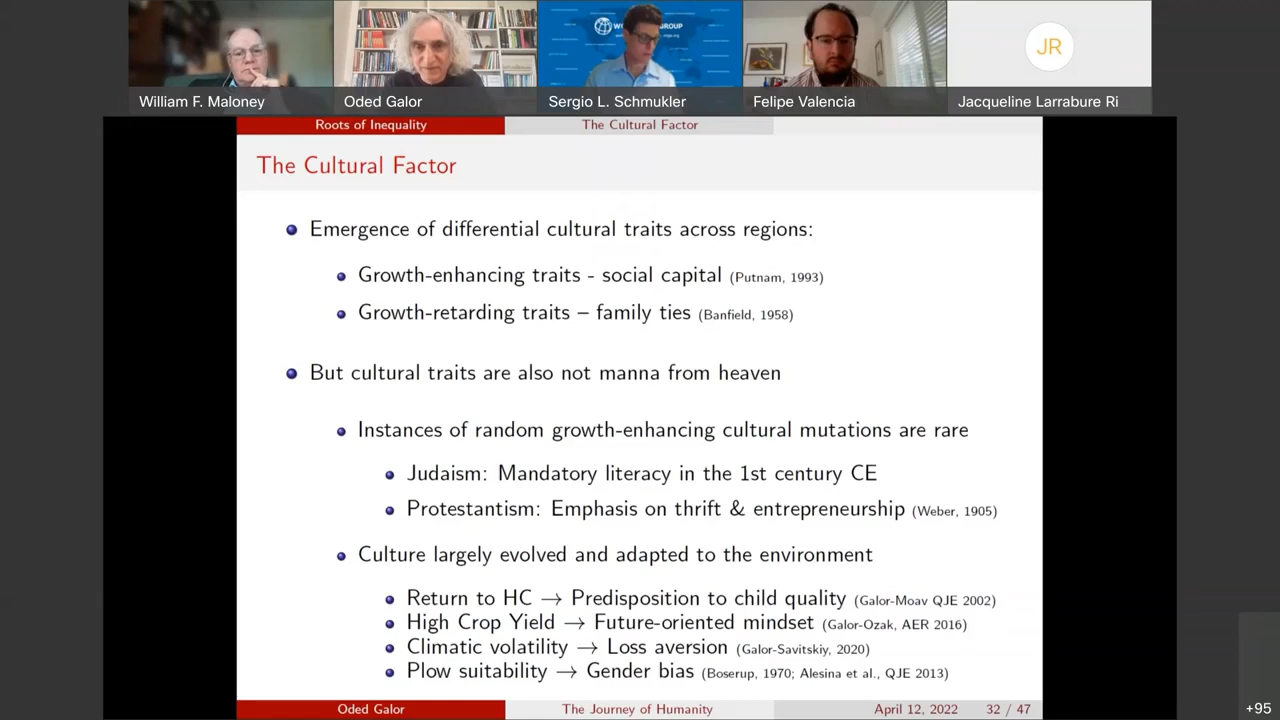 William F. Maloney
Oded Galor
Sergio L. Schmukler
Felipe Valencia
JR
Jacqueline Larrabure Ri
Roots of Inequality
The Cultural Factor
The Cultural Factor
Emergence of differential cultural traits across regions:
Growth-enhancing traits - social capital (Putnam, 1993)
Growth-retarding traits – family ties (Banfield, 1958)
But cultural traits are also not manna from heaven
Instances of random growth-enhancing cultural mutations are rare
Judaism: Mandatory literacy in the 1st century CE
Protestantism: Emphasis on thrift & entrepreneurship (Weber, 1905)
Culture largely evolved and adapted to the environment
Return to HC → Predisposition to child quality (Galor-Moav QJE 2002)
High Crop Yield → Future-oriented mindset (Galor-Ozak, AER 2016)
Climatic volatility → Loss aversion (Galor-Savitskiy, 2020)
Plow suitability → Gender bias (Boserup, 1970; Alesina et al., QJE 2013)
Oded Galor
The Journey of Humanity
April 12, 2022
32 / 47
+95